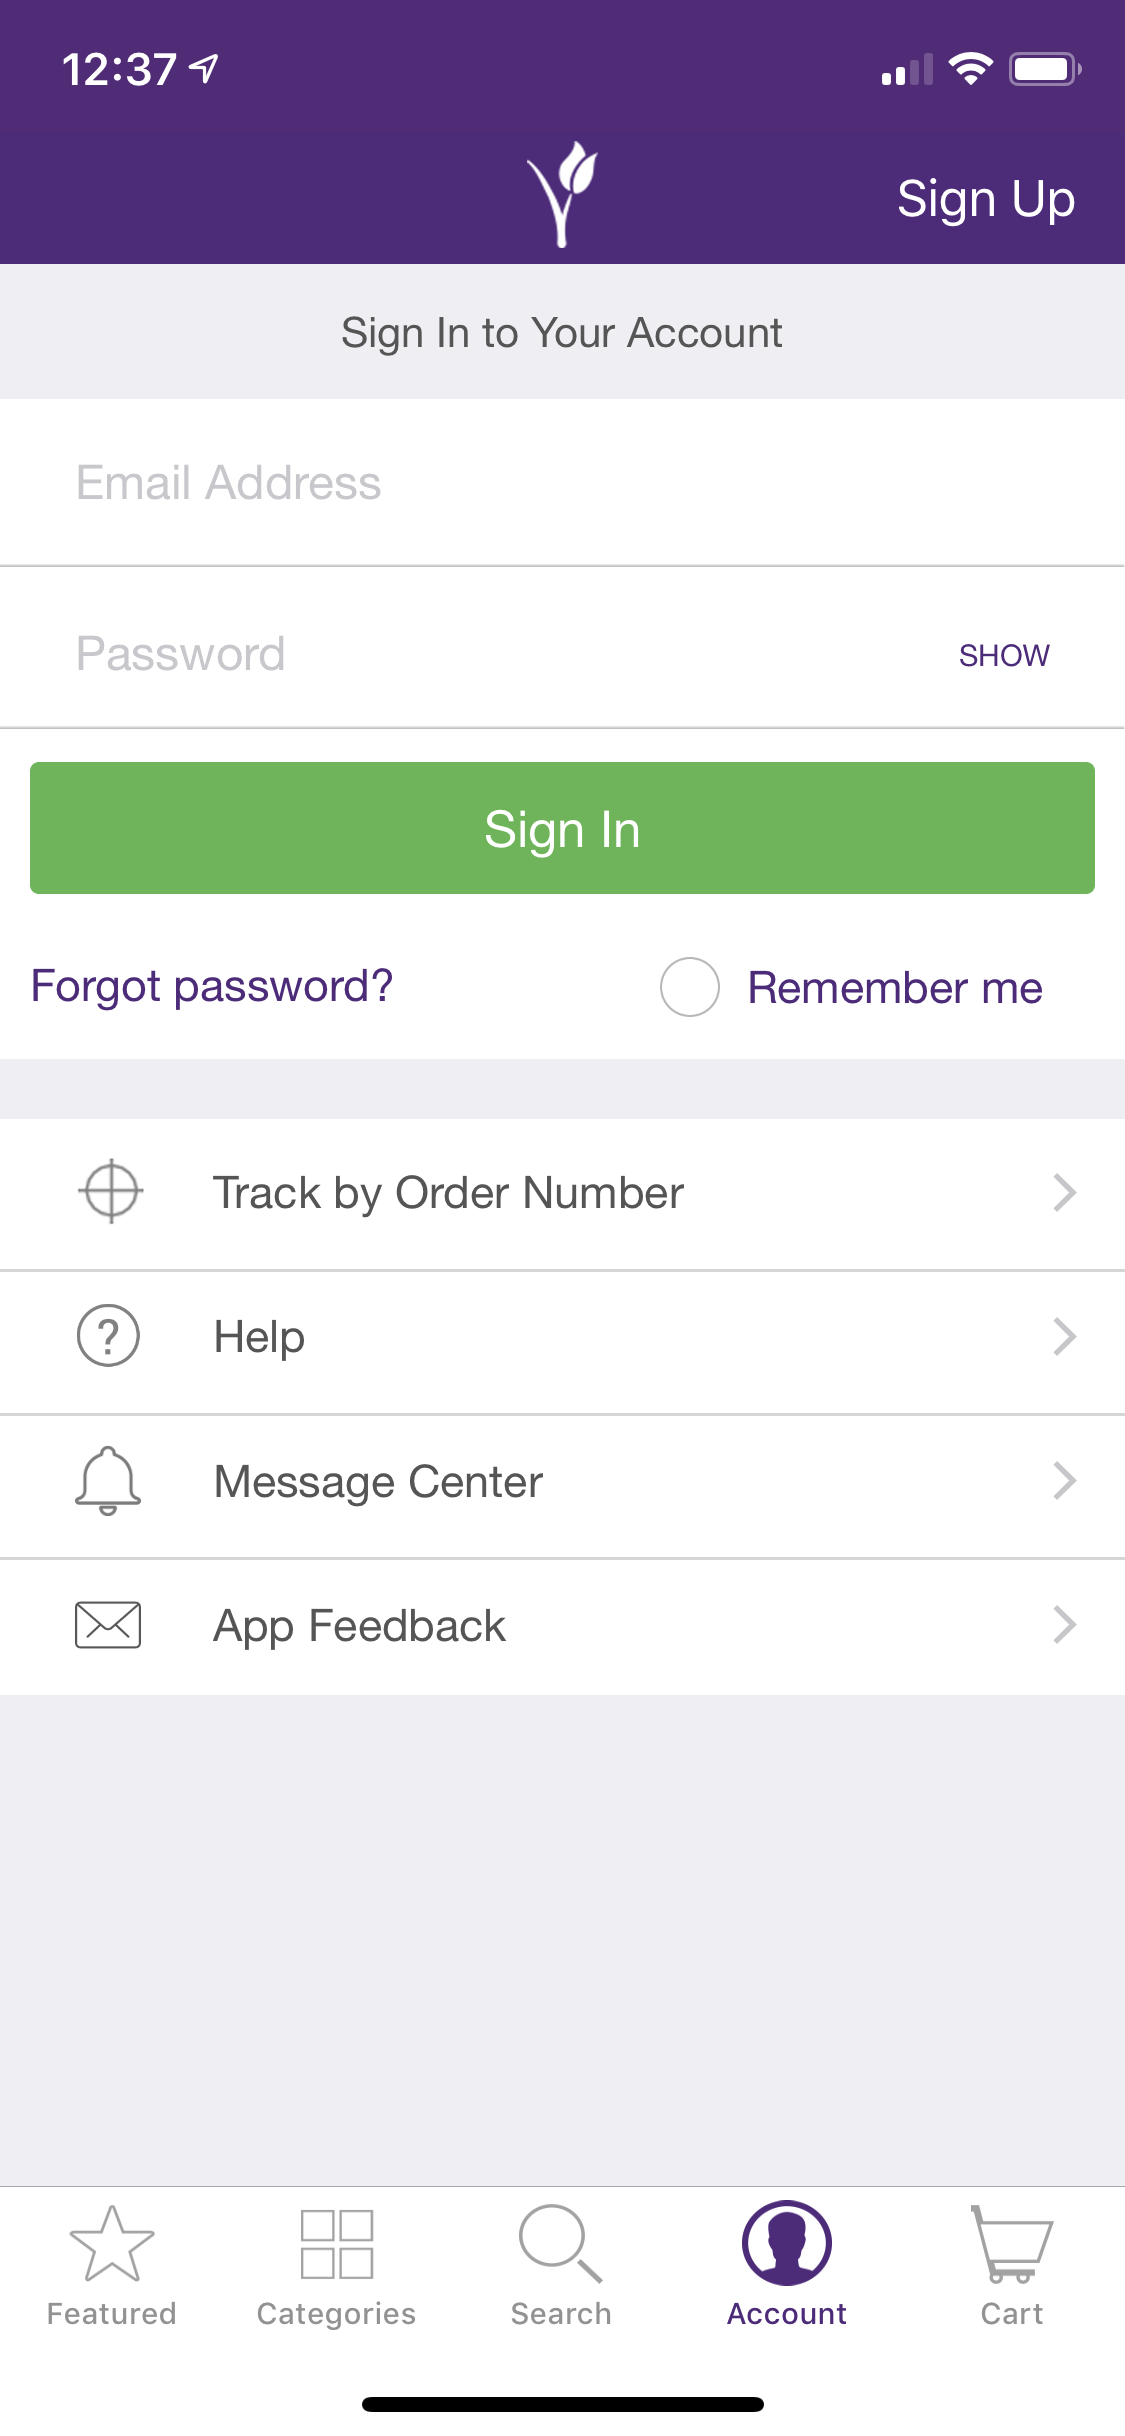 12:37
Sign Up
Sign In to Your Account
Email Address
Password SHOW
Sign In
Forgot password? Remember me
Track by Order Number
? Help
Message Center
App Feedback
Featured Categories Search Account Cart